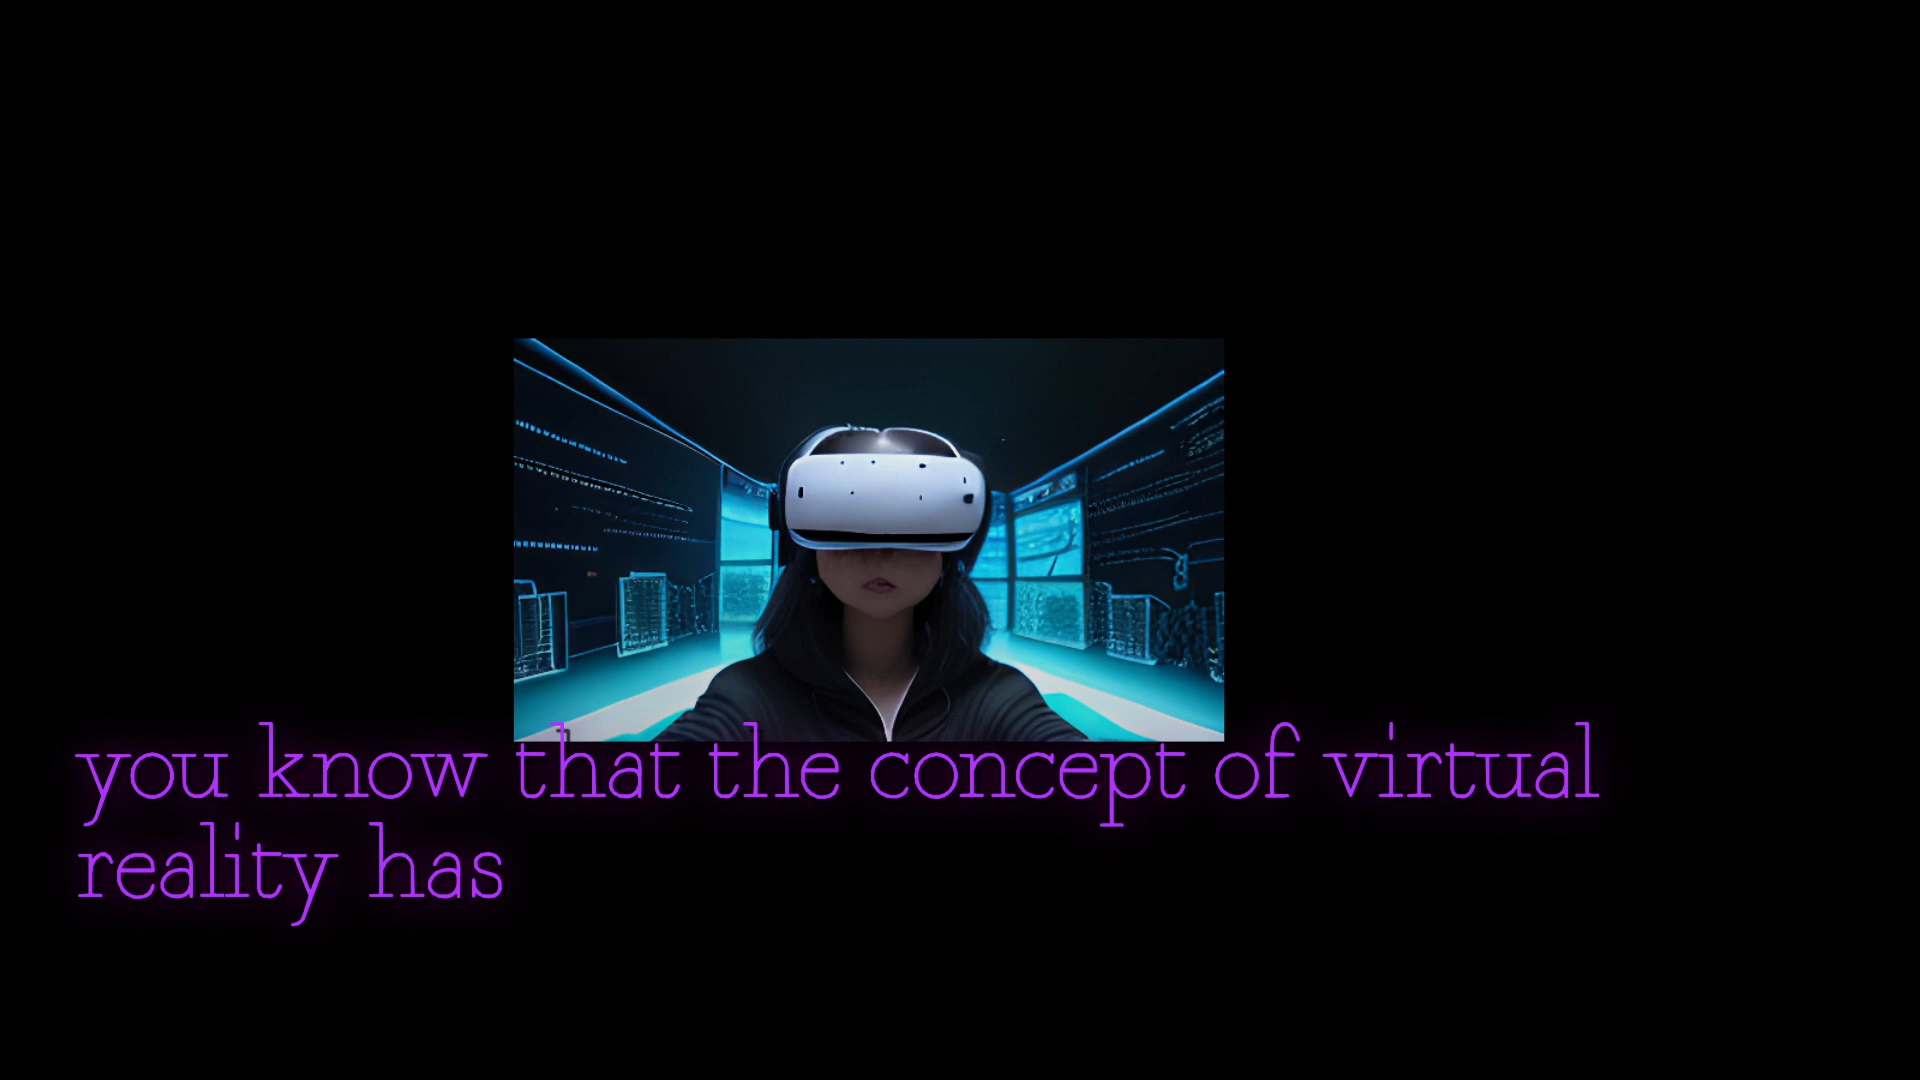 you know that the concept of virtual
reality has